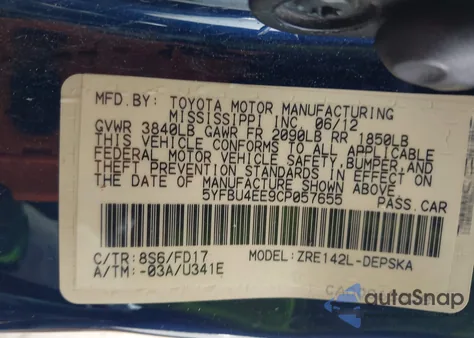 MFD.BY: TOYOTA MOTOR MANUFACTURING
MISSISSIPPI INC 06/12
GVWR 3840LB GAWR FR 2090LB RR 1850LB
THIS VEHICLE CONFORMS TO ALL APPLICABLE
FEDERAL MOTOR VEHICLE SAFETY,BUMPER,AND
THEFT PREVENTION STANDARDS IN EFFECT ON
THE DATE OF MANUFACTURE SHOWN ABOVE
5YFBU4EE9CP057655 PASS.CAR
C/TR: 8S6/FD17 MODEL: ZRE142L-DEPSKA
A/TM: -03A/U341E
autaSnap